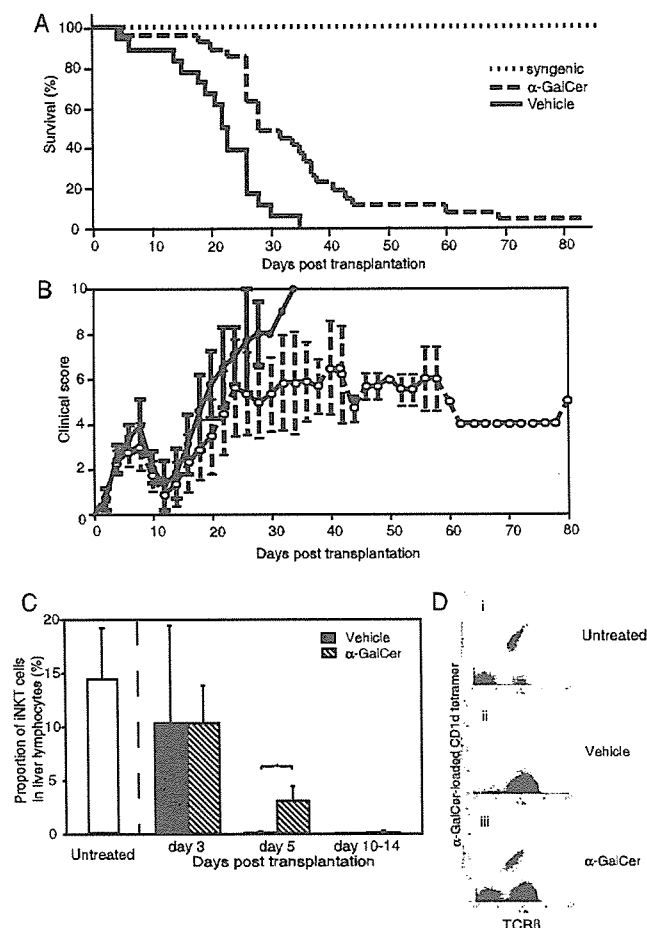 A
100
80
60
40
20
0
Survival (%)
syngenic
α-GalCer
Vehicle
0 10 20 30 40 50 60 70 80
Days post transplantation
B
10
8
6
4
2
0
Clinical score
0 10 20 30 40 50 60 70 80
Days post transplantation
C
20
15
10
5
0
Proportion of iNKT cells
in liver lymphocytes (%)
Vehicle
α-GalCer
Untreated day 3 day 5 day 10-14
Days post transplantation
D
α-GalCer-loaded CD1d tetramer
i
Untreated
ii
Vehicle
iii
α-GalCer
TCRβ